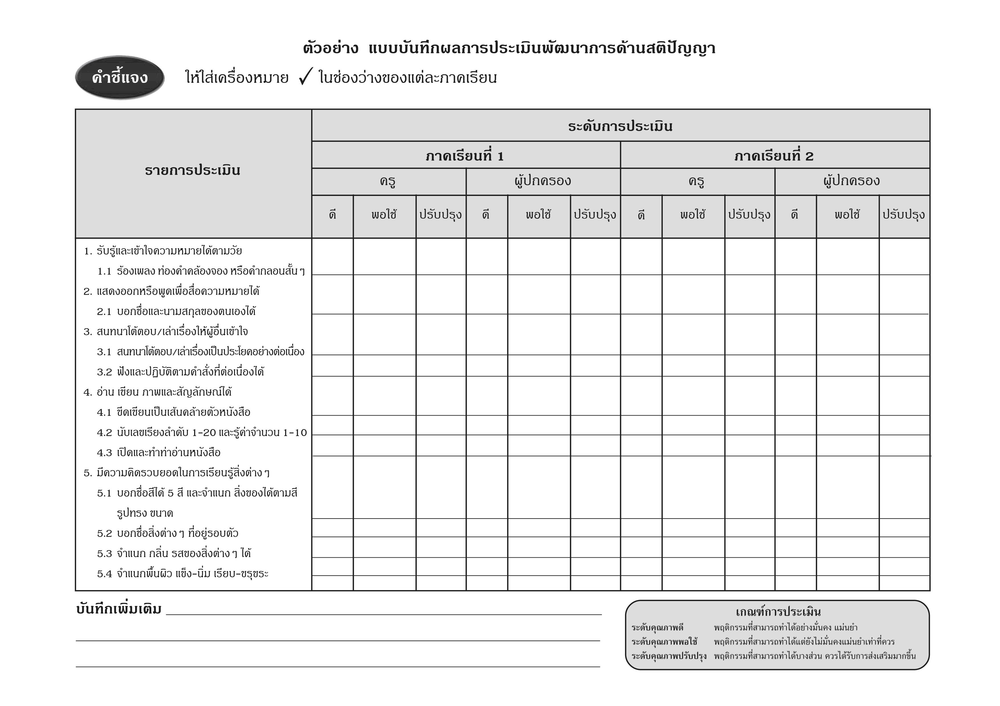 ตัวอย่าง แบบบันทึกผลการประเมินพัฒนาการด้านสติปัญญา
คำชี้แจง ให้ใส่เครื่องหมาย ✓ ในช่องว่างของแต่ละภาคเรียน
ระดับการประเมิน
รายการประเมิน
ภาคเรียนที่ 1 ภาคเรียนที่ 2
ครู ผู้ปกครอง ครู ผู้ปกครอง
ดี พอใช้ ปรับปรุง ดี พอใช้ ปรับปรุง ดี พอใช้ ปรับปรุง ดี พอใช้ ปรับปรุง
1. รับรู้และเข้าใจความหมายได้ตามวัย
1.1 ร้องเพลง ท่องคำคล้องจอง หรือคำกลอนสั้น ๆ
2. แสดงออกหรือพูดเพื่อสื่อความหมายได้
2.1 บอกชื่อและนามสกุลของตนเองได้
3. สนทนาโต้ตอบ/เล่าเรื่องให้ผู้อื่นเข้าใจ
3.1 สนทนาโต้ตอบ/เล่าเรื่องเป็นประโยคอย่างต่อเนื่อง
3.2 ฟังและปฏิบัติตามคำสั่งที่ต่อเนื่องได้
4. อ่าน เขียน ภาพและสัญลักษณ์ได้
4.1 ขีดเขียนเป็นเส้นคล้ายตัวหนังสือ
4.2 นับเลขเรียงลำดับ 1-20 และรู้ค่าจำนวน 1-10
4.3 เปิดและทำท่าอ่านหนังสือ
5. มีความคิดรวบยอดในการเรียนรู้สิ่งต่าง ๆ
5.1 บอกชื่อสีได้ 5 สี และจำแนก สิ่งของได้ตามสี
รูปทรง ขนาด
5.2 บอกชื่อสิ่งต่าง ๆ ที่อยู่รอบตัว
5.3 จำแนก กลิ่น รสของสิ่งต่าง ๆ ได้
5.4 จำแนกพื้นผิว แข็ง-นิ่ม เรียบ-ขรุขระ
บันทึกเพิ่มเติม
เกณฑ์การประเมิน
ระดับคุณภาพดี พฤติกรรมที่สามารถทำได้อย่างมั่นคง แม่นยำ
ระดับคุณภาพพอใช้ พฤติกรรมที่สามารถทำได้แต่ยังไม่มั่นคงแม่นยำเท่าที่ควร
ระดับคุณภาพปรับปรุง พฤติกรรมที่สามารถทำได้บางส่วน ควรได้รับการส่งเสริมมากขึ้น